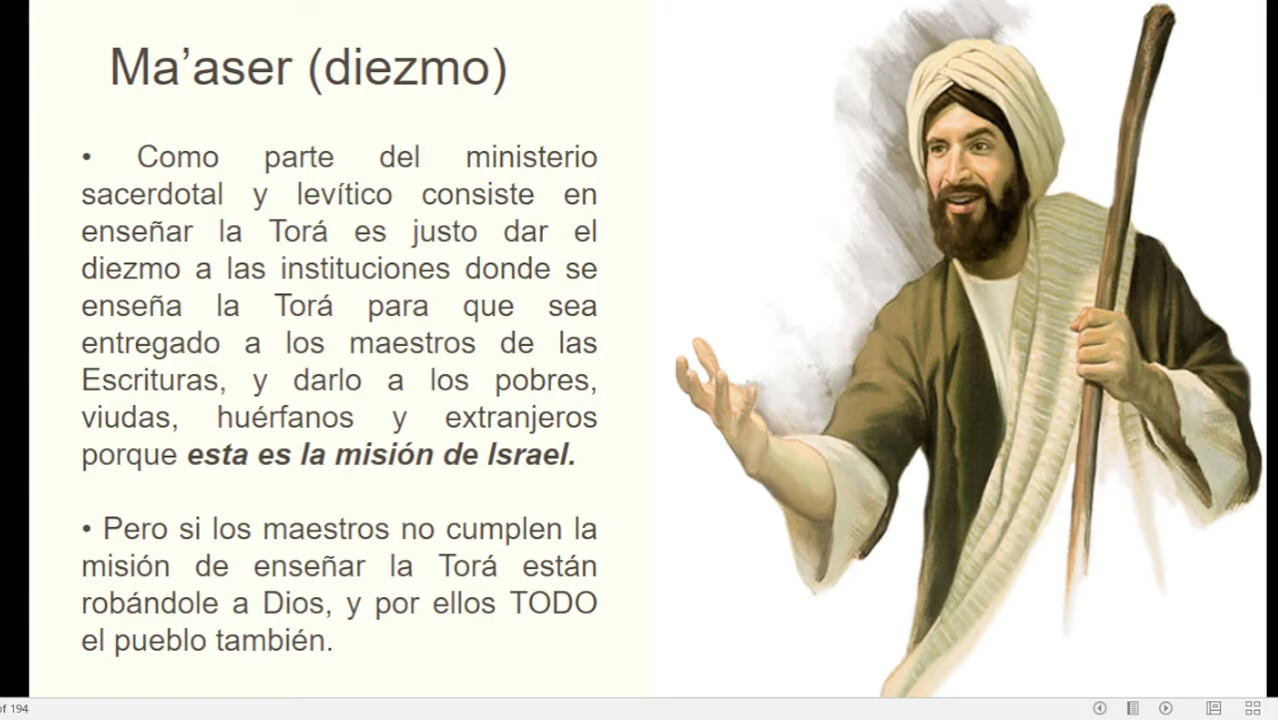 Ma’aser (diezmo)
• Como parte del ministerio
sacerdotal y levítico consiste en
enseñar la Torá es justo dar el
diezmo a las instituciones donde se
enseña la Torá para que sea
entregado a los maestros de las
Escrituras, y darlo a los pobres,
viudas, huérfanos y extranjeros
porque esta es la misión de Israel.
• Pero si los maestros no cumplen la
misión de enseñar la Torá están
robándole a Dios, y por ellos TODO
el pueblo también.
of 194